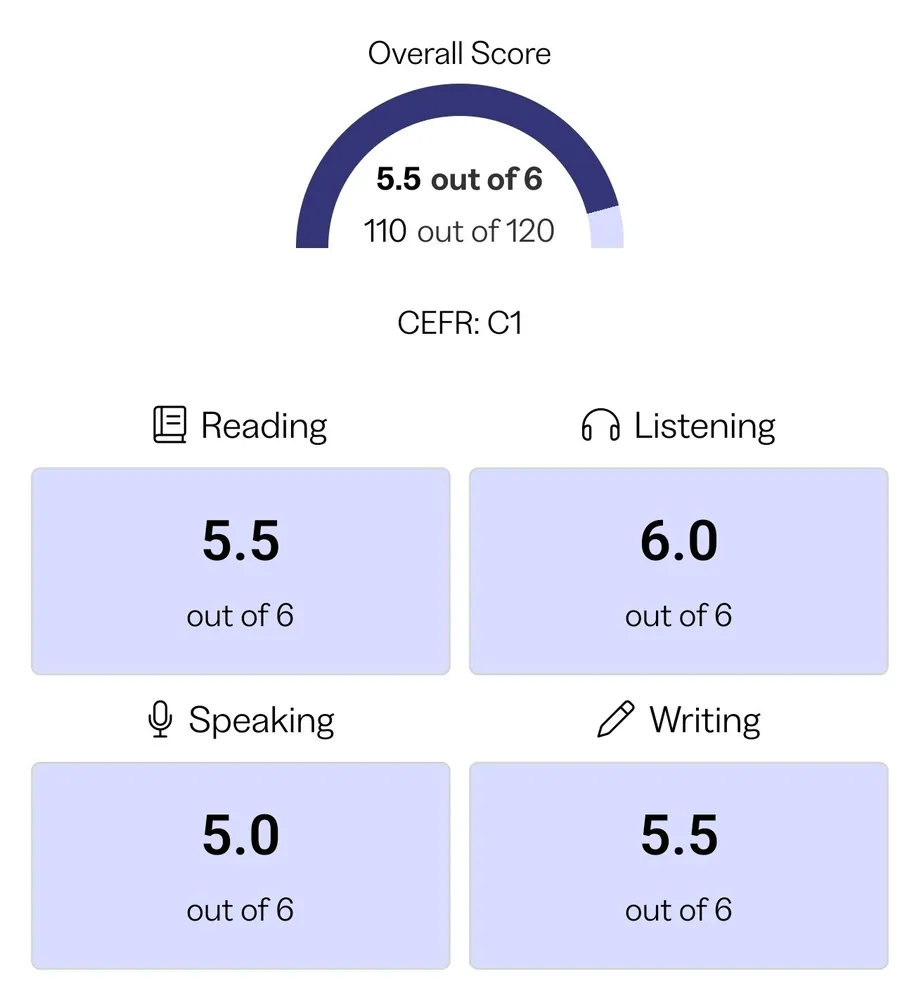 Overall Score
5.5 out of 6
110 out of 120
CEFR: C1
Reading
Listening
5.5
out of 6
6.0
out of 6
Speaking
Writing
5.0
out of 6
5.5
out of 6